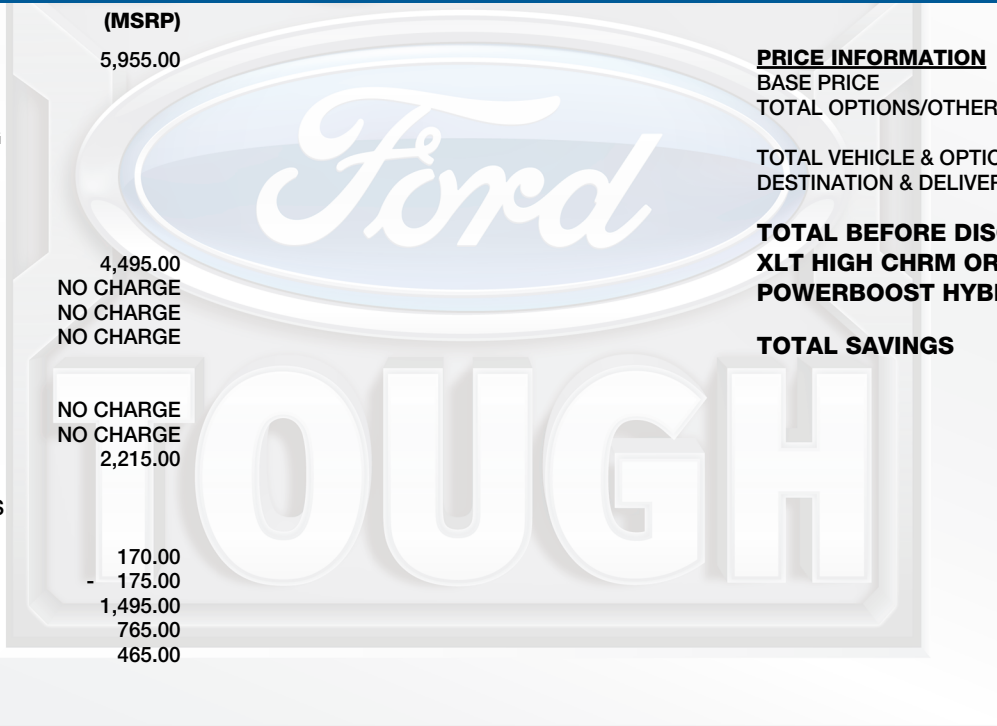 (MSRP)
5,955.00
4,495.00
NO CHARGE
NO CHARGE
NO CHARGE
NO CHARGE
NO CHARGE
2,215.00
S
170.00
- 175.00
1,495.00
765.00
465.00
PRICE INFORMATION
BASE PRICE
TOTAL OPTIONS/OTHER
TOTAL VEHICLE & OPTIO
DESTINATION & DELIVER
TOTAL BEFORE DIS
XLT HIGH CHRM OR
POWERBOOST HYB
TOTAL SAVINGS
Ford
TOUGH